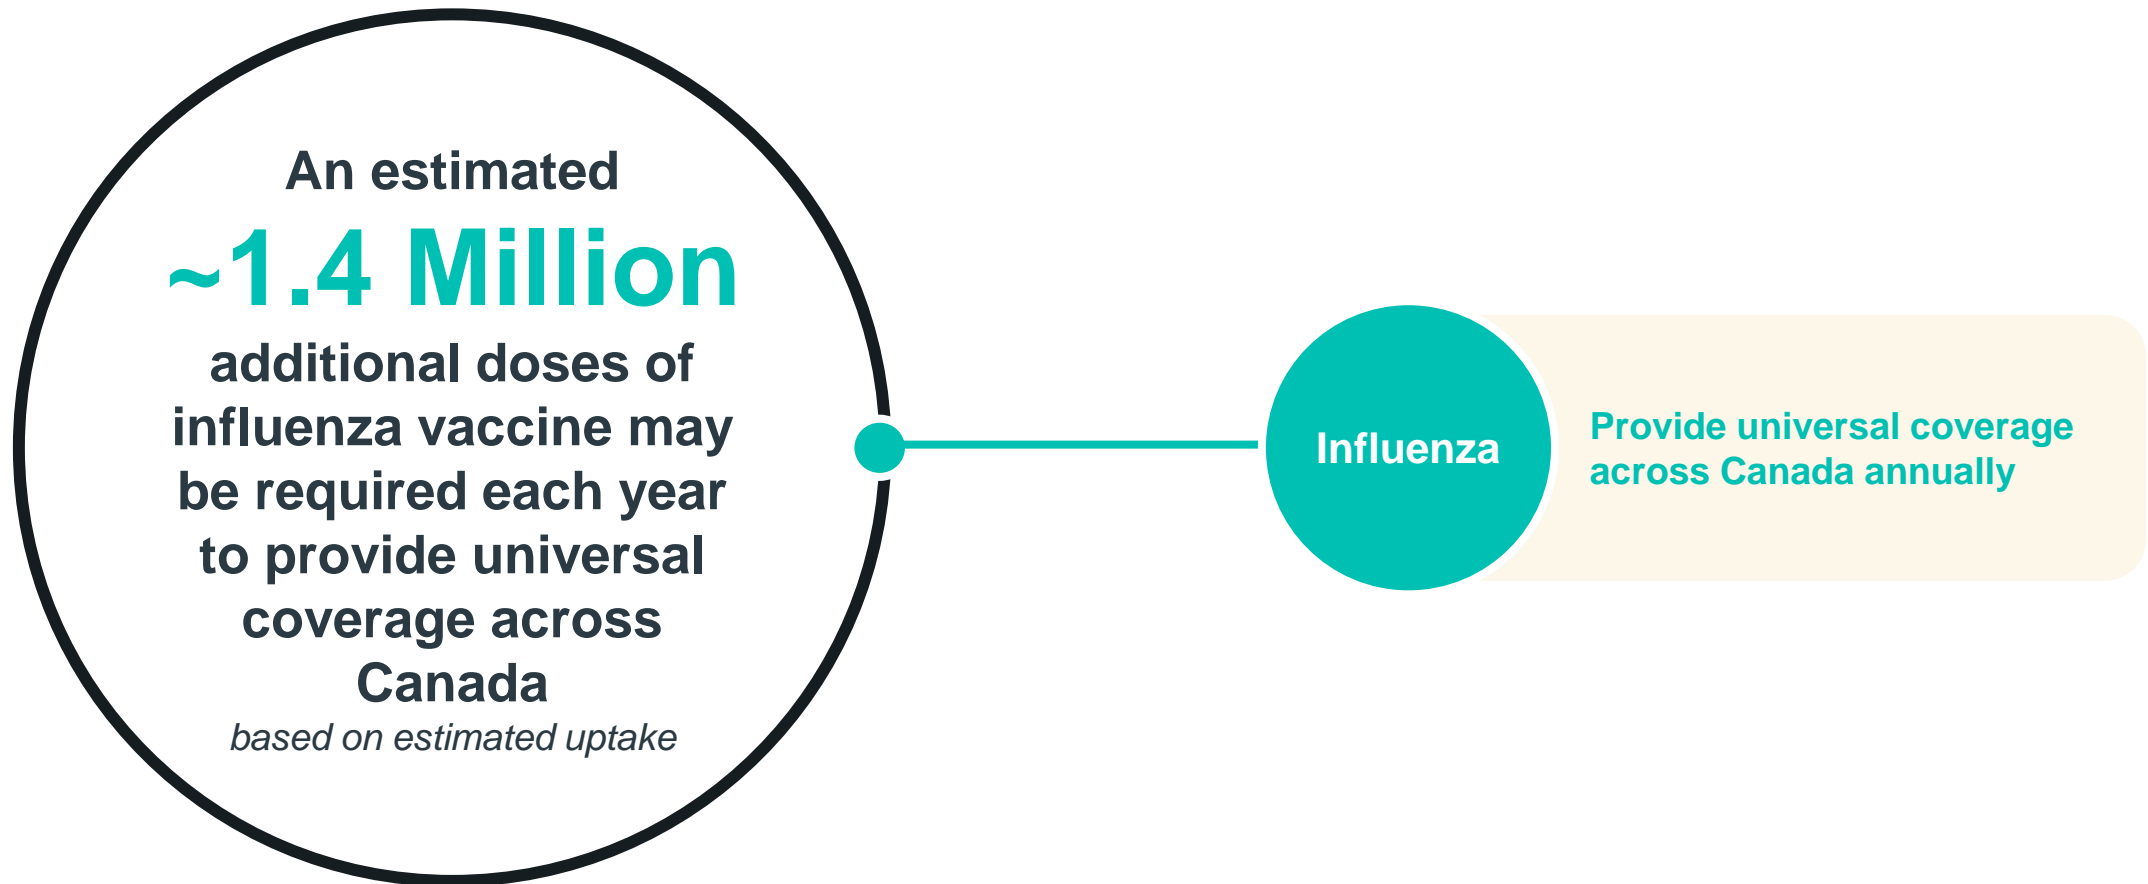 An estimated
~1.4 Million
additional doses of
influenza vaccine may
be required each year
to provide universal
coverage across
Canada
based on estimated uptake
Influenza
Provide universal coverage
across Canada annually